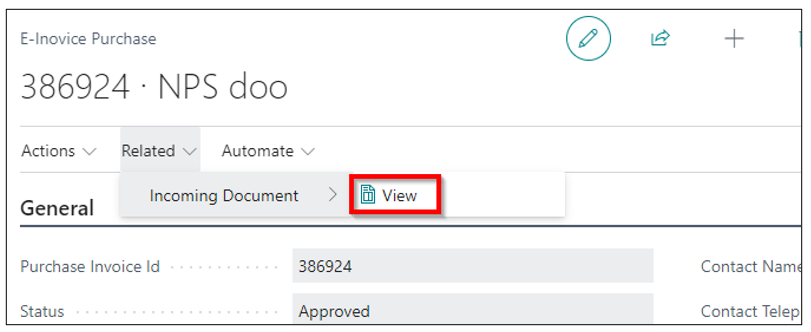 E-Inovice Purchase
386924 · NPS doo
Actions Related Automate
Incoming Document View
General
Purchase Invoice Id 386924 Contact Name
Status Approved Contact Telep